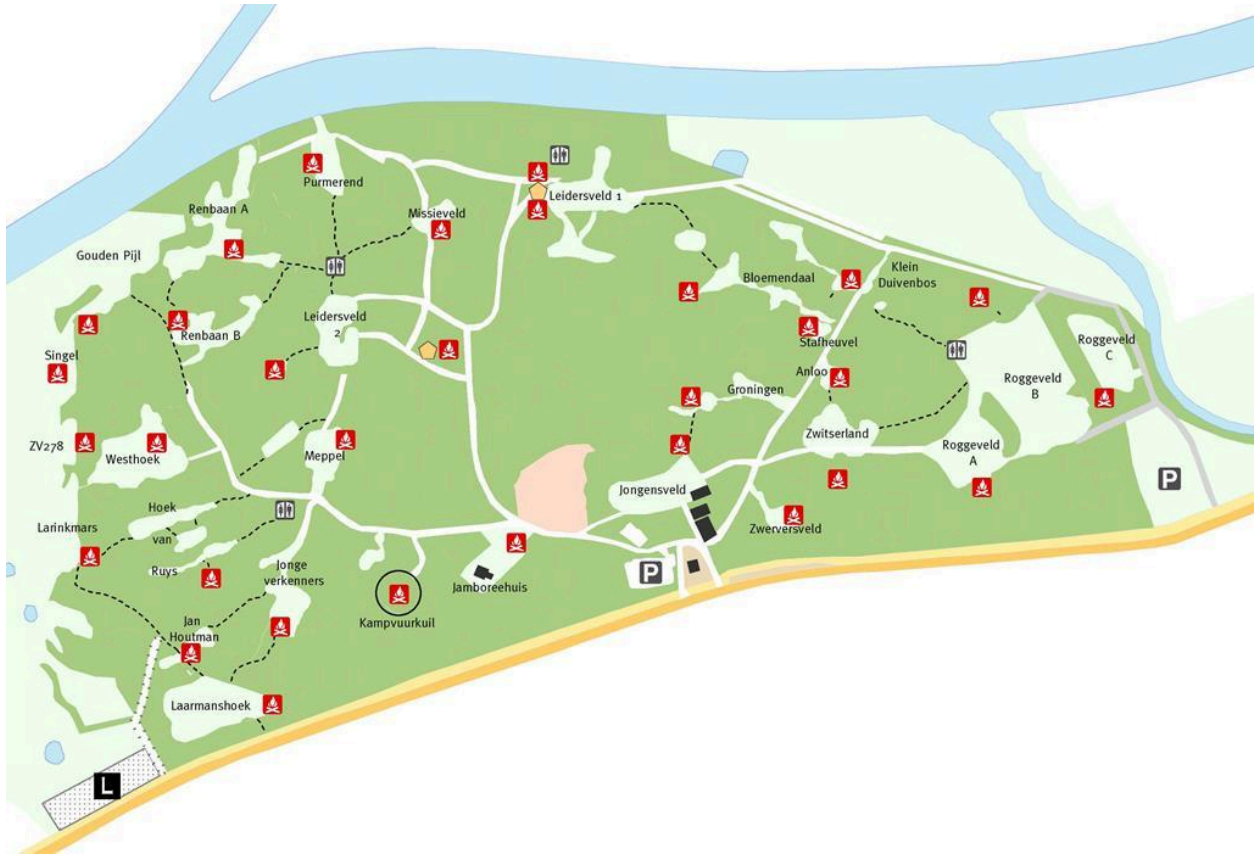 Purmerend
Renbaan A
Missieveld
Leidersveld 1
Gouden Pijl
Bloemendaal
Klein
Duivenbos
Leidersveld
2
Renbaan B
Stafheuvel
Roggeveld
C
Singel
Anloo
Roggeveld
B
Groningen
Zwitserland
ZV278
Westhoek
Meppel
Roggeveld
A
Jongensveld
P
Hoek
van
Ruys
Larinkmars
Zwerversveld
Jonge
verkenners
P
Jamboreehuis
Kampvuurkuil
Jan
Houtman
Laarmanshoek
L